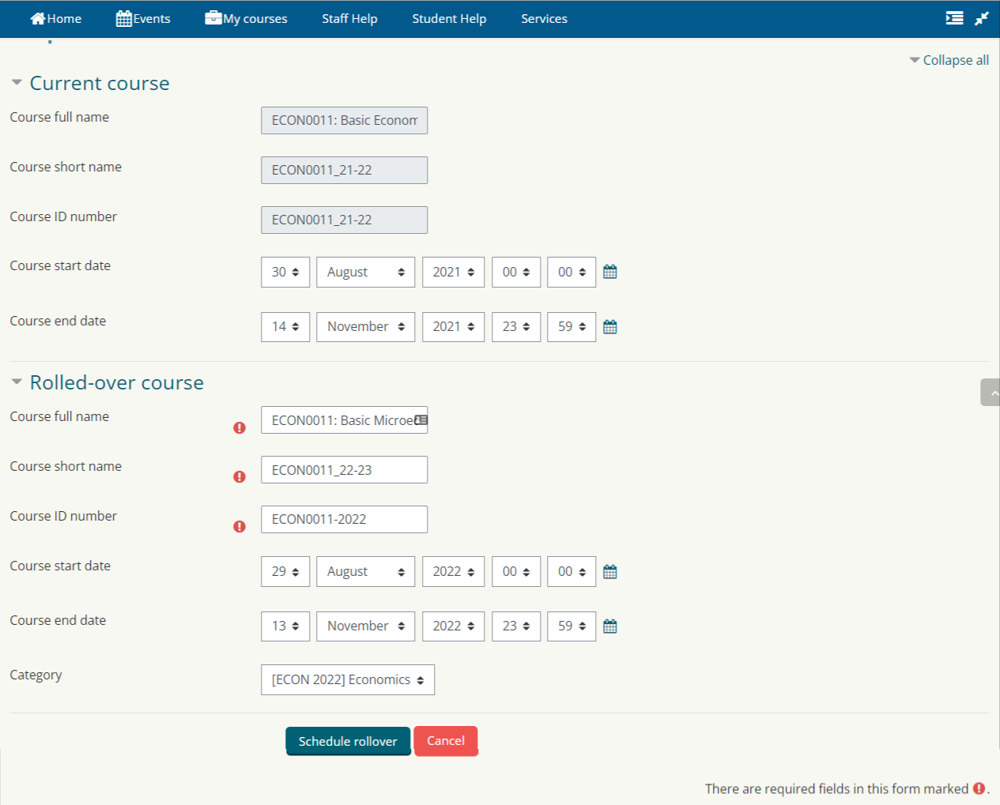 Home Events My courses Staff Help Student Help Services
Collapse all
Current course
Course full name ECON0011: Basic Econom
Course short name ECON0011_21-22
Course ID number ECON0011_21-22
Course start date 30 August 2021 00 00
Course end date 14 November 2021 23 59
Rolled-over course
Course full name ECON0011: Basic Microe
Course short name ECON0011_22-23
Course ID number ECON0011-2022
Course start date 29 August 2022 00 00
Course end date 13 November 2022 23 59
Category [ECON 2022] Economics
Schedule rollover Cancel
There are required fields in this form marked .